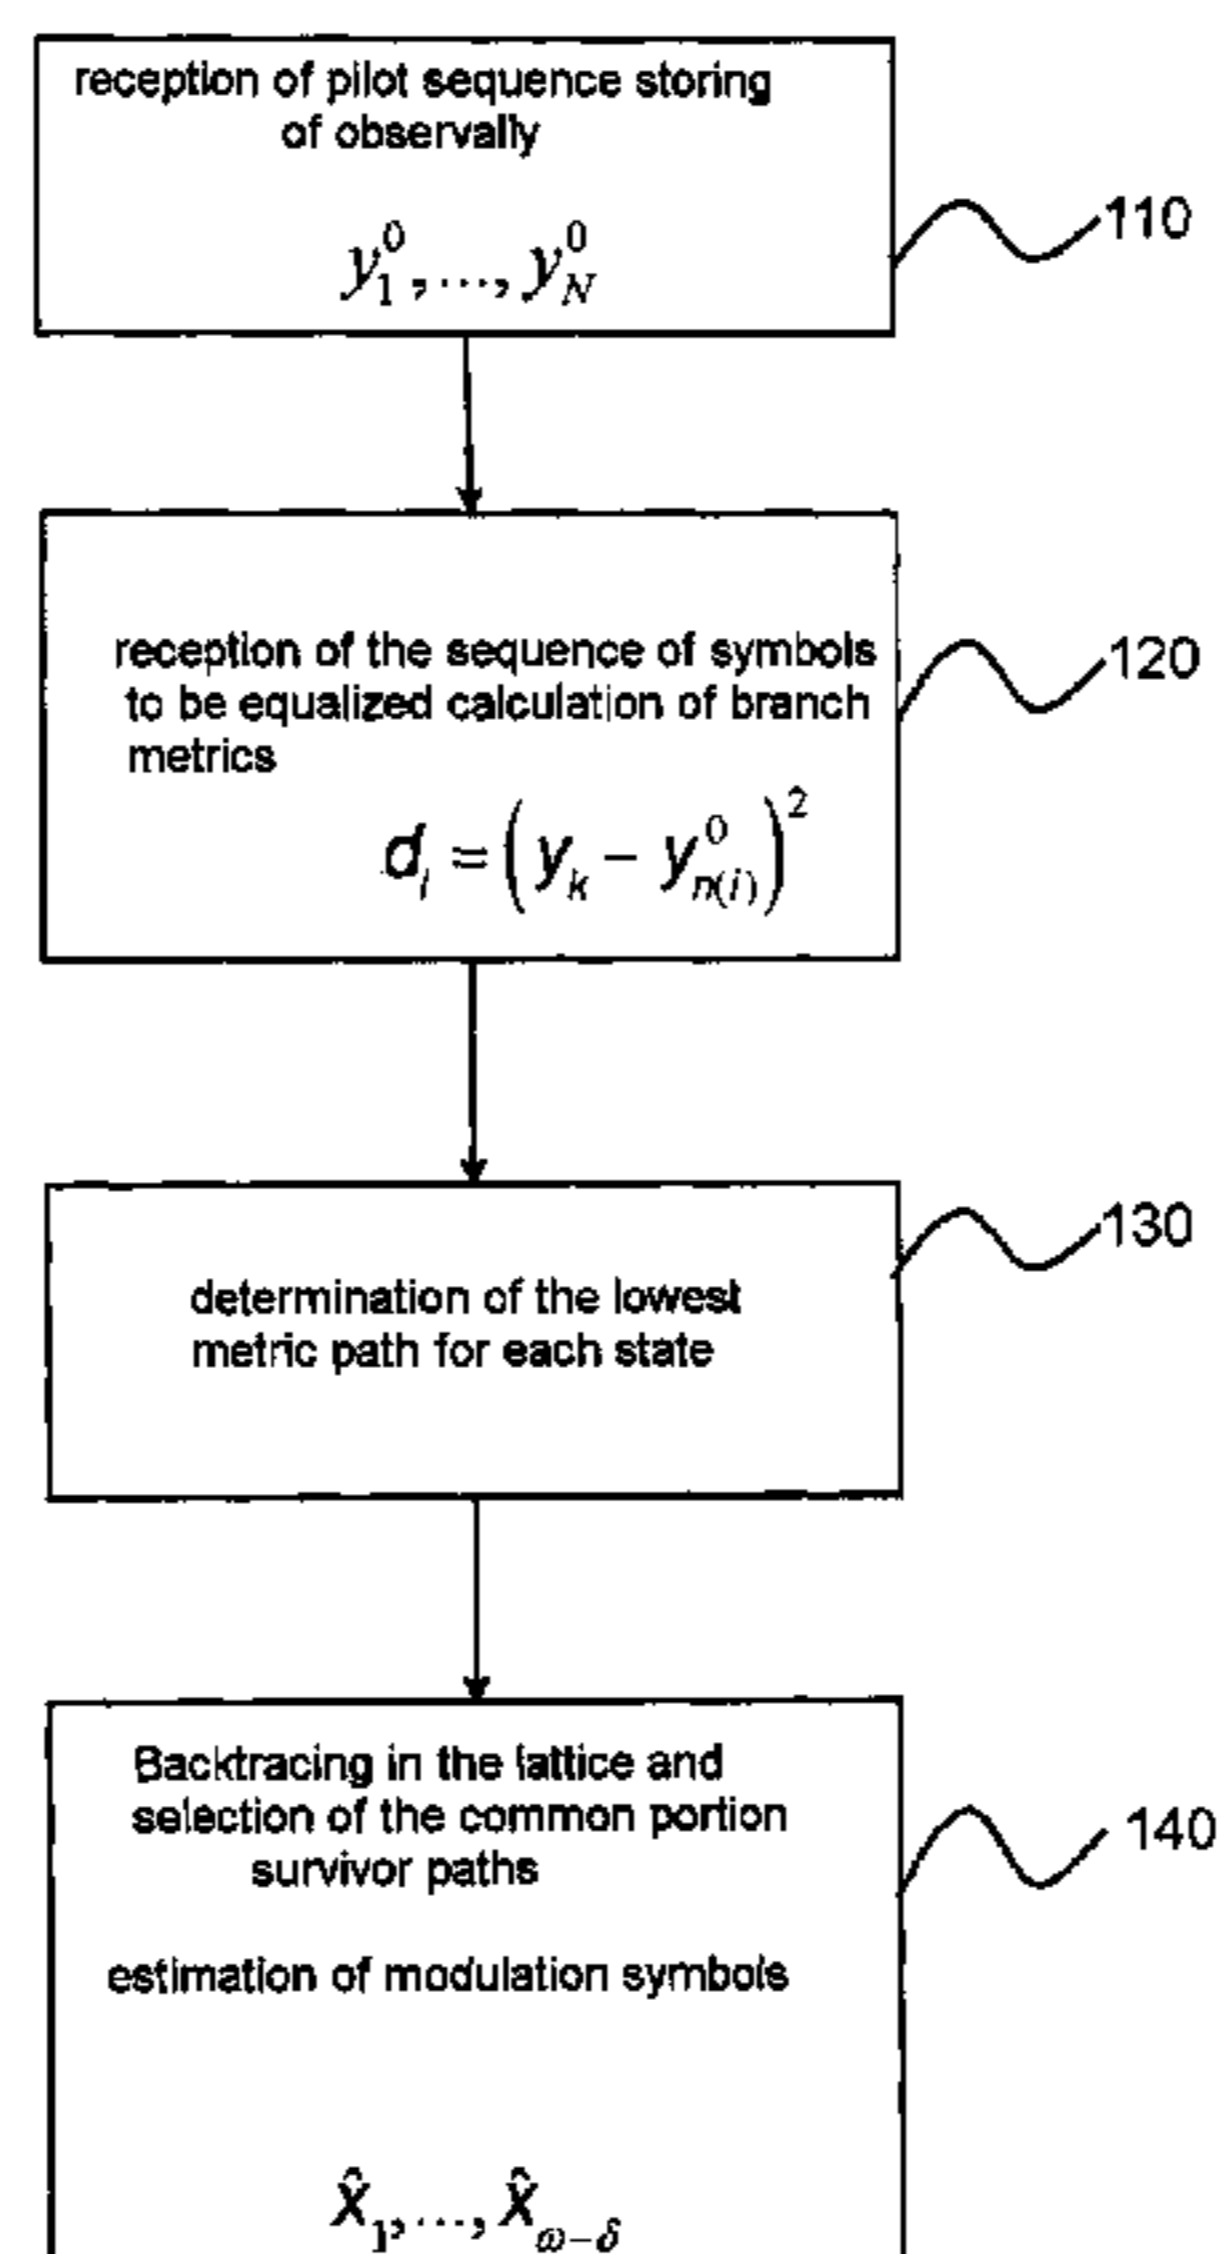 reception of pilot sequence storing
of observally
y_1^0,...,y_N^0
110
reception of the sequence of symbols
to be equalized calculation of branch
metrics
d_i = (y_k − y_{n(i)}^0)^2
120
determination of the lowest
metric path for each state
130
Backtracing in the lattice and
selection of the common portion
survivor paths
estimation of modulation symbols
x̂_1,...,x̂_{ω−δ}
140